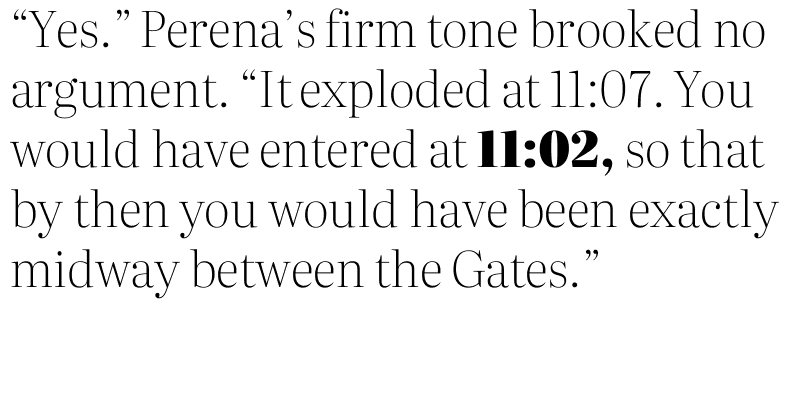 “Yes.” Perena’s firm tone brooked no
argument. “It exploded at 11:07. You
would have entered at 11:02, so that
by then you would have been exactly
midway between the Gates.”